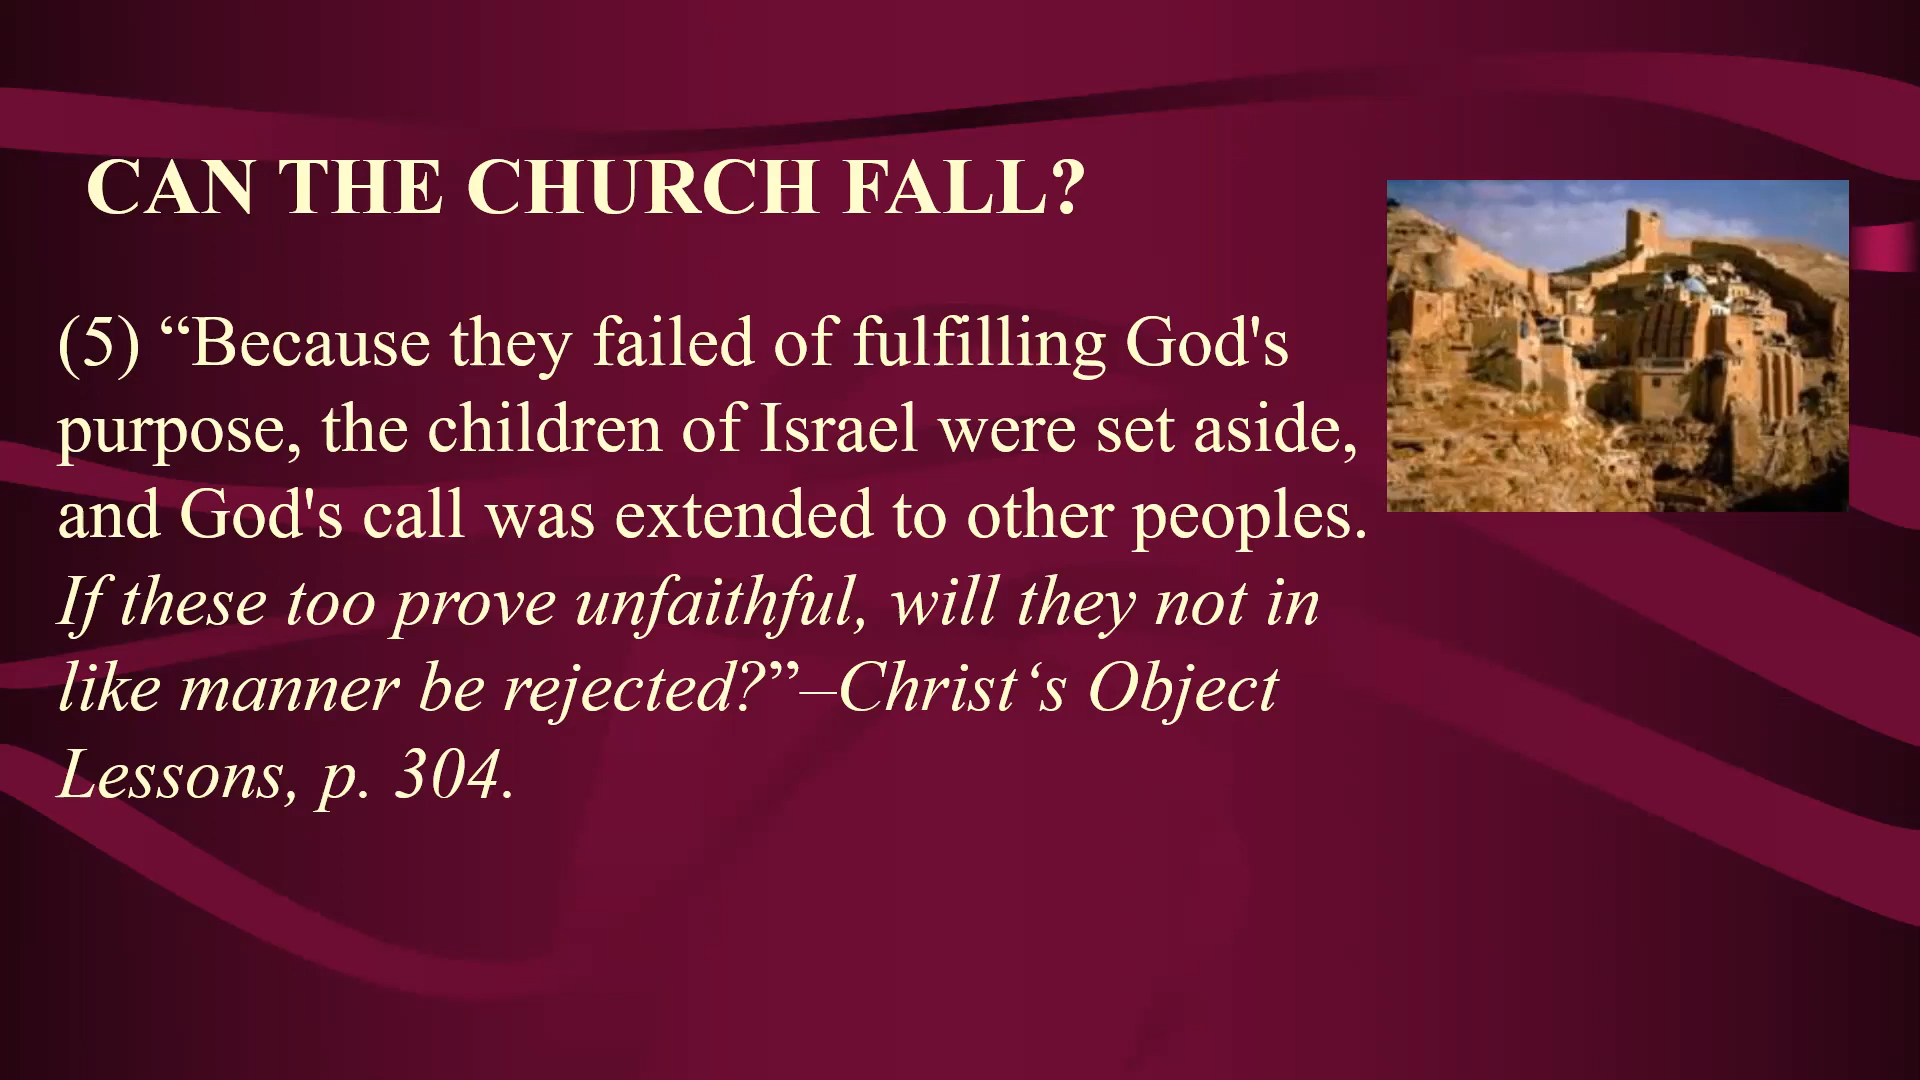 CAN THE CHURCH FALL?
(5) “Because they failed of fulfilling God's
purpose, the children of Israel were set aside,
and God's call was extended to other peoples.
If these too prove unfaithful, will they not in
like manner be rejected?”–Christ‘s Object
Lessons, p. 304.